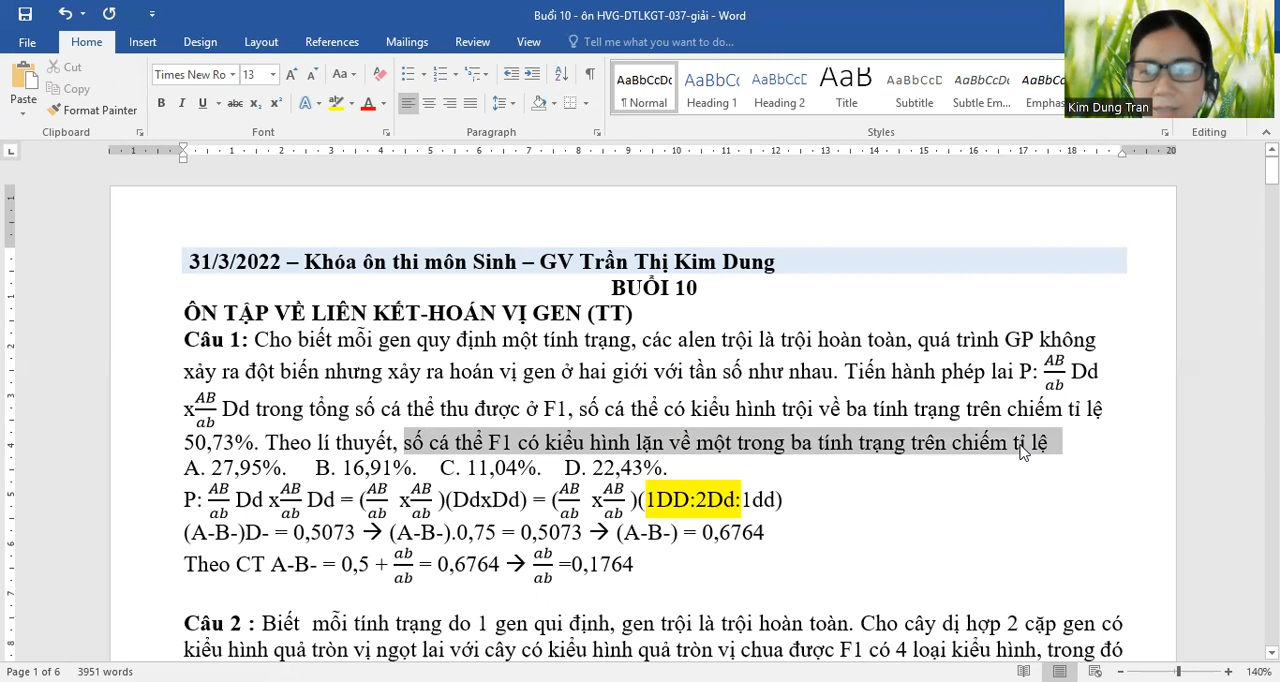 Buổi 10 - ôn HVG-DTLKGT-037-giải - Word
File Home Insert Design Layout References Mailings Review View Tell me what you want to do...
Kim Dung Tran
Cut
Copy
Format Painter
Paste
Times New Ro 13
¶ Normal Heading 1 Heading 2 Title Subtitle Subtle Em... Emphas
Clipboard Font Paragraph Styles Editing
31/3/2022 – Khóa ôn thi môn Sinh – GV Trần Thị Kim Dung
BUỔI 10
ÔN TẬP VỀ LIÊN KẾT-HOÁN VỊ GEN (TT)
Câu 1: Cho biết mỗi gen quy định một tính trạng, các alen trội là trội hoàn toàn, quá trình GP không
xảy ra đột biến nhưng xảy ra hoán vị gen ở hai giới với tần số như nhau. Tiến hành phép lai P: AB/ab Dd
x AB/ab Dd trong tổng số cá thể thu được ở F1, số cá thể có kiểu hình trội về ba tính trạng trên chiếm tỉ lệ
50,73%. Theo lí thuyết, số cá thể F1 có kiểu hình lặn về một trong ba tính trạng trên chiếm tỉ lệ
A. 27,95%. B. 16,91%. C. 11,04%. D. 22,43%.
P: AB/ab Dd x AB/ab Dd = (AB/ab x AB/ab)(DdxDd) = (AB/ab x AB/ab)(1DD:2Dd:1dd)
(A-B-)D- = 0,5073 → (A-B-).0,75 = 0,5073 → (A-B-) = 0,6764
Theo CT A-B- = 0,5 + ab/ab = 0,6764 → ab/ab =0,1764
Câu 2 : Biết mỗi tính trạng do 1 gen qui định, gen trội là trội hoàn toàn. Cho cây dị hợp 2 cặp gen có
kiểu hình quả tròn vị ngọt lai với cây có kiểu hình quả tròn vị chua được F1 có 4 loại kiểu hình, trong đó
Page 1 of 6 3951 words 140%